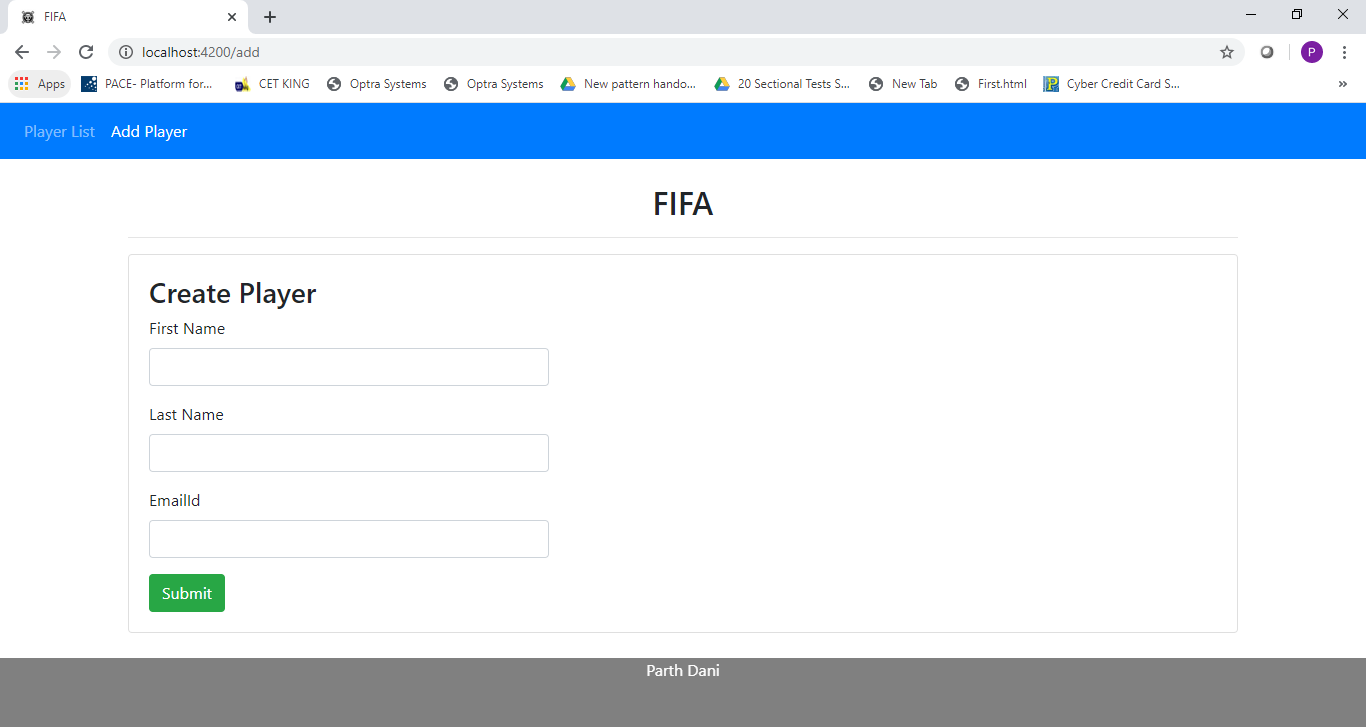 FIFA
localhost:4200/add
P
Apps PACE- Platform for... CET KING Optra Systems Optra Systems New pattern hando... 20 Sectional Tests S... New Tab First.html Cyber Credit Card S... »
Player List Add Player
FIFA
Create Player
First Name
Last Name
EmailId
Submit
Parth Dani